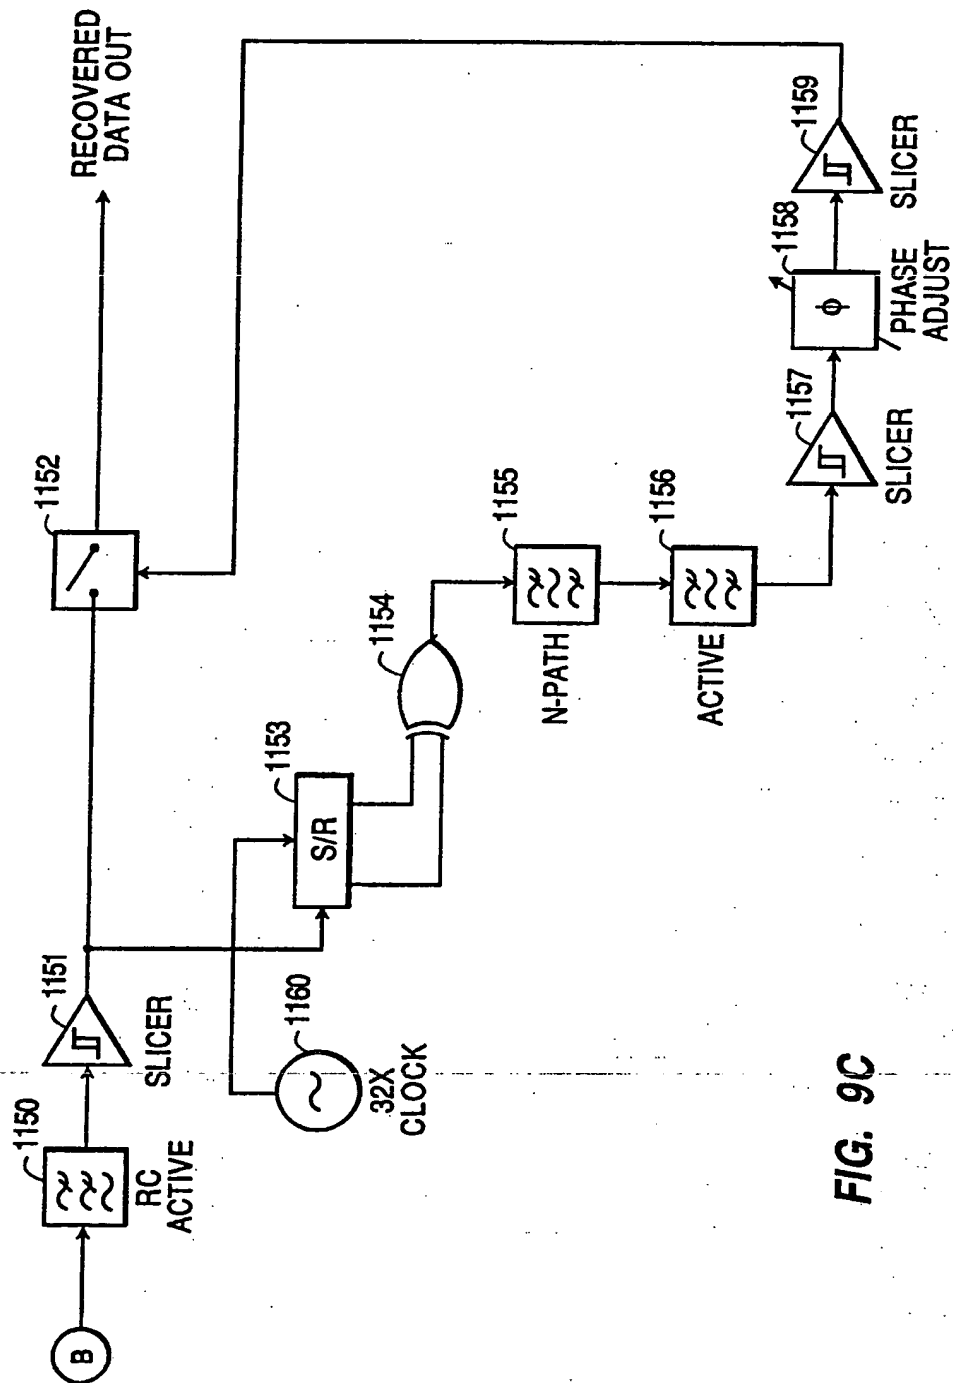 B
1150
RC
ACTIVE
1151
SLICER
1152
RECOVERED
DATA OUT
1160
32X
CLOCK
1153
S/R
1154
1155
N-PATH
1156
ACTIVE
1157
SLICER
1158
ϕ
PHASE
ADJUST
1159
SLICER
FIG. 9C